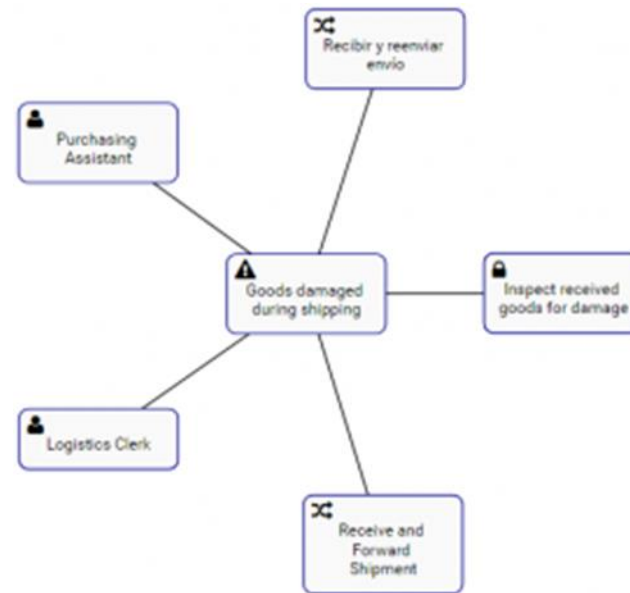 Recibir y reenviar
envío
Purchasing
Assistant
Goods damaged
during shipping
Inspect received
goods for damage
Logistics Clerk
Receive and
Forward
Shipment